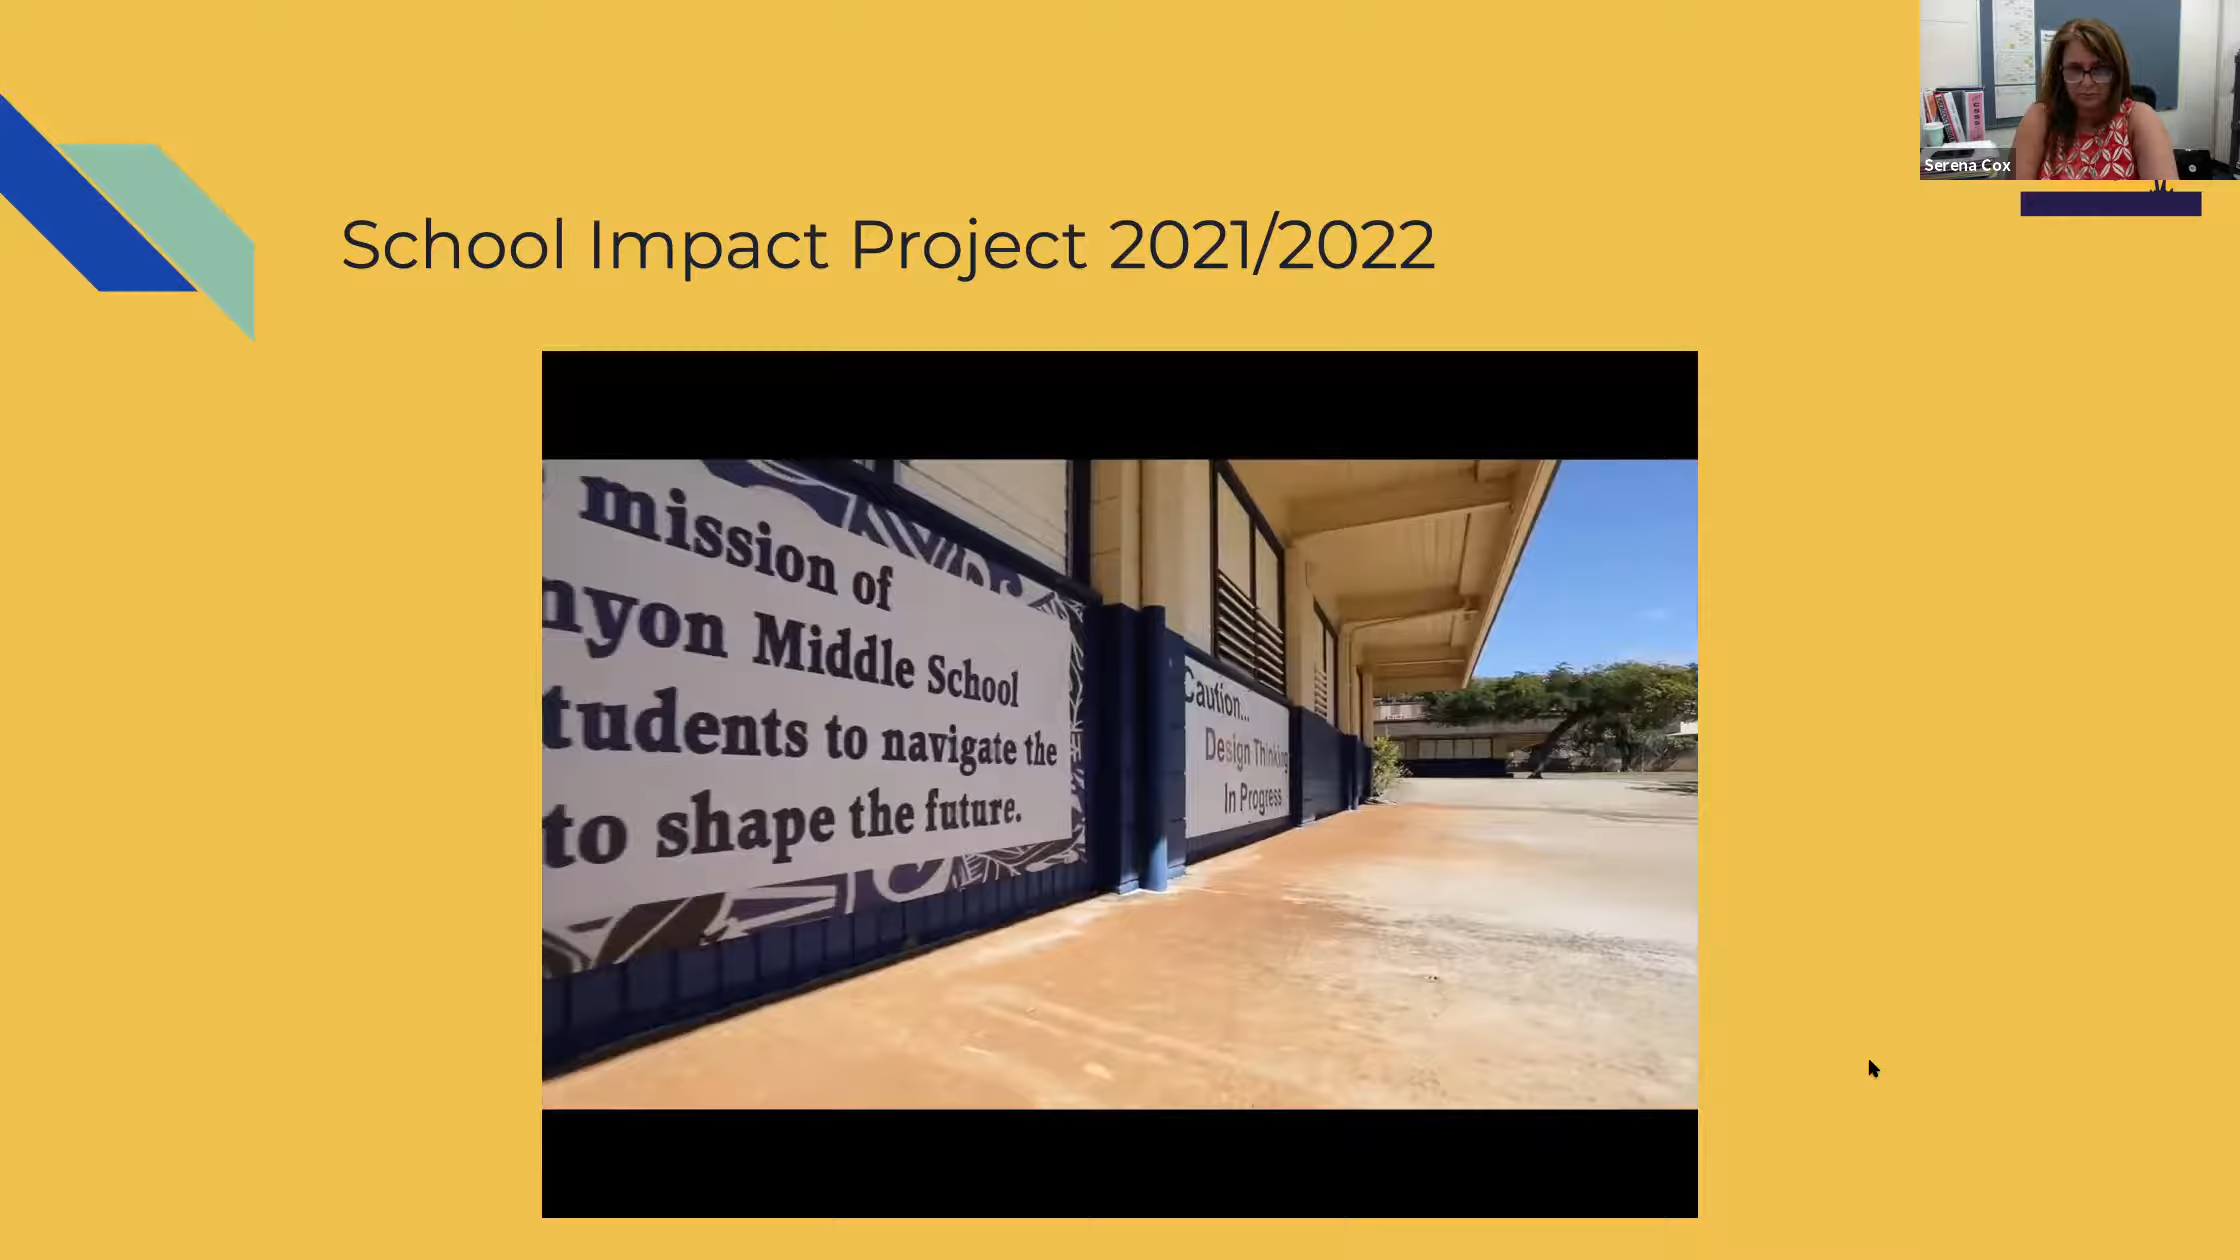 Serena Cox
School Impact Project 2021/2022
mission of
nyon Middle School
tudents to navigate the
to shape the future.
Caution...
Design Thinking
In Progress